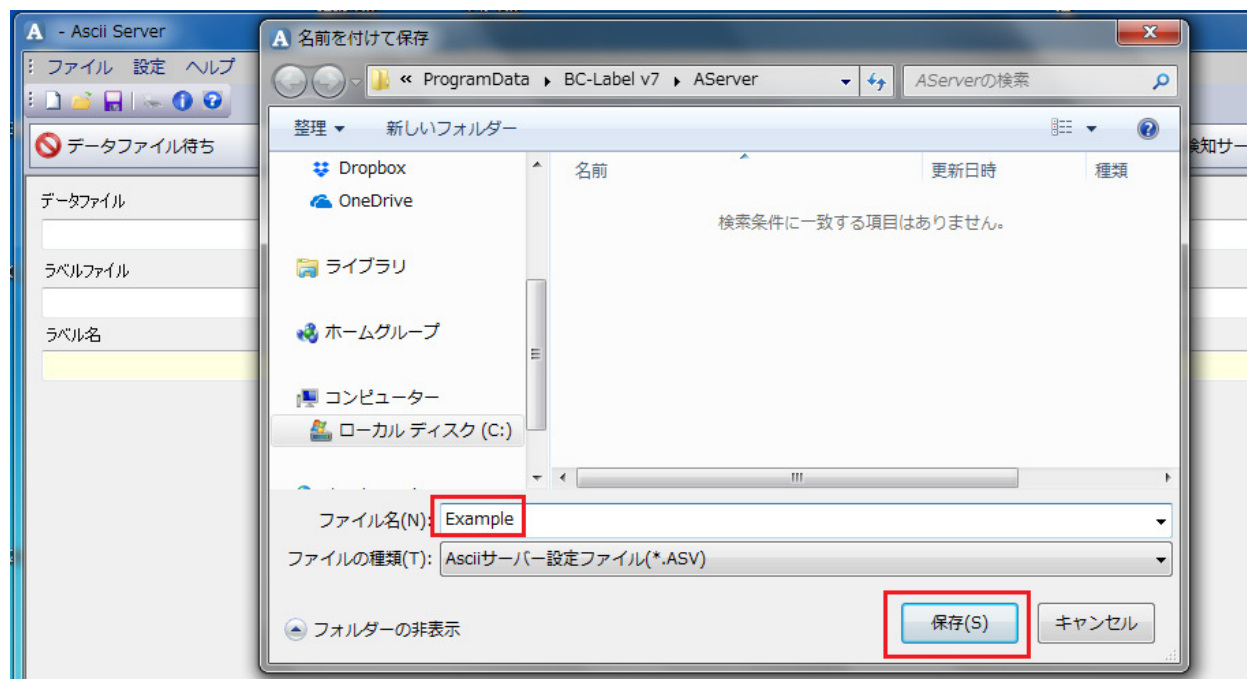 - Ascii Server
ファイル 設定 ヘルプ
データファイル待ち
データファイル
ラベルファイル
ラベル名
名前を付けて保存
« ProgramData ▸ BC-Label v7 ▸ AServer
AServerの検索
整理 新しいフォルダー
Dropbox
OneDrive
ライブラリ
ホームグループ
コンピューター
ローカル ディスク (C:)
名前 更新日時 種類
検索条件に一致する項目はありません。
ファイル名(N): Example
ファイルの種類(T): Asciiサーバー設定ファイル(*.ASV)
フォルダーの非表示
保存(S) キャンセル
検知サー